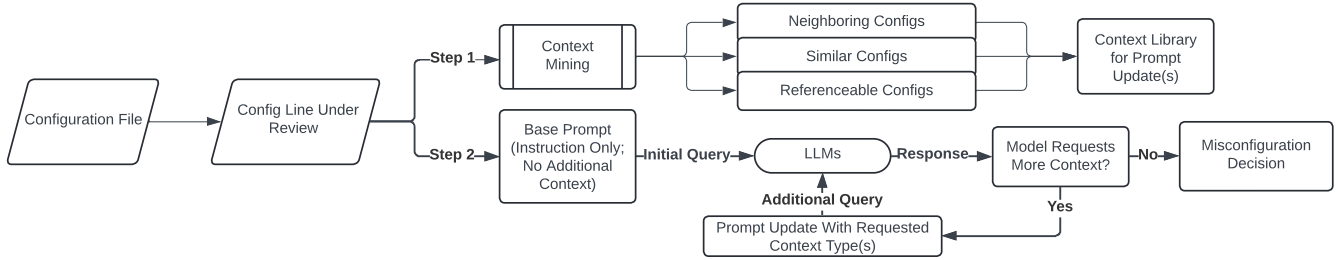 Configuration File
Config Line Under
Review
Step 1
Context
Mining
Neighboring Configs
Similar Configs
Referenceable Configs
Context Library
for Prompt
Update(s)
Step 2
Base Prompt
(Instruction Only;
No Additional
Context)
Initial Query
LLMs
Response
Model Requests
More Context?
No
Misconfiguration
Decision
Yes
Prompt Update With Requested
Context Type(s)
Additional Query